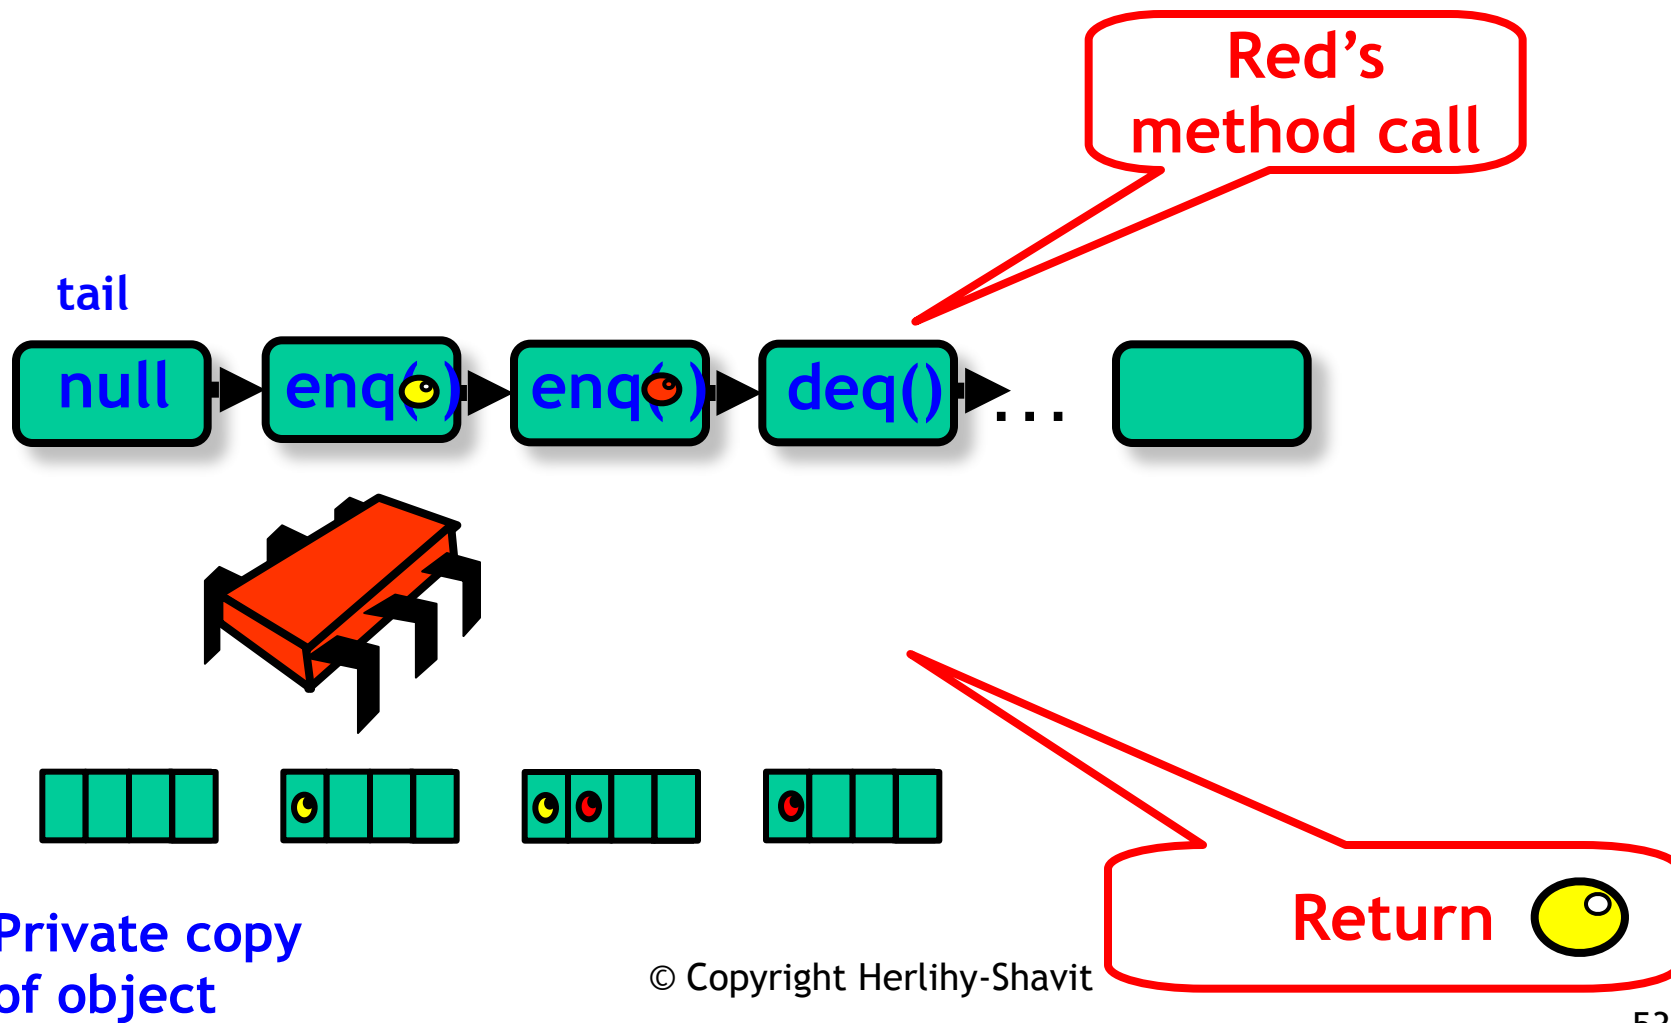 Red’s
method call
tail
null
enq( )
enq( )
deq()
...
Return
Private copy
of object
© Copyright Herlihy-Shavit